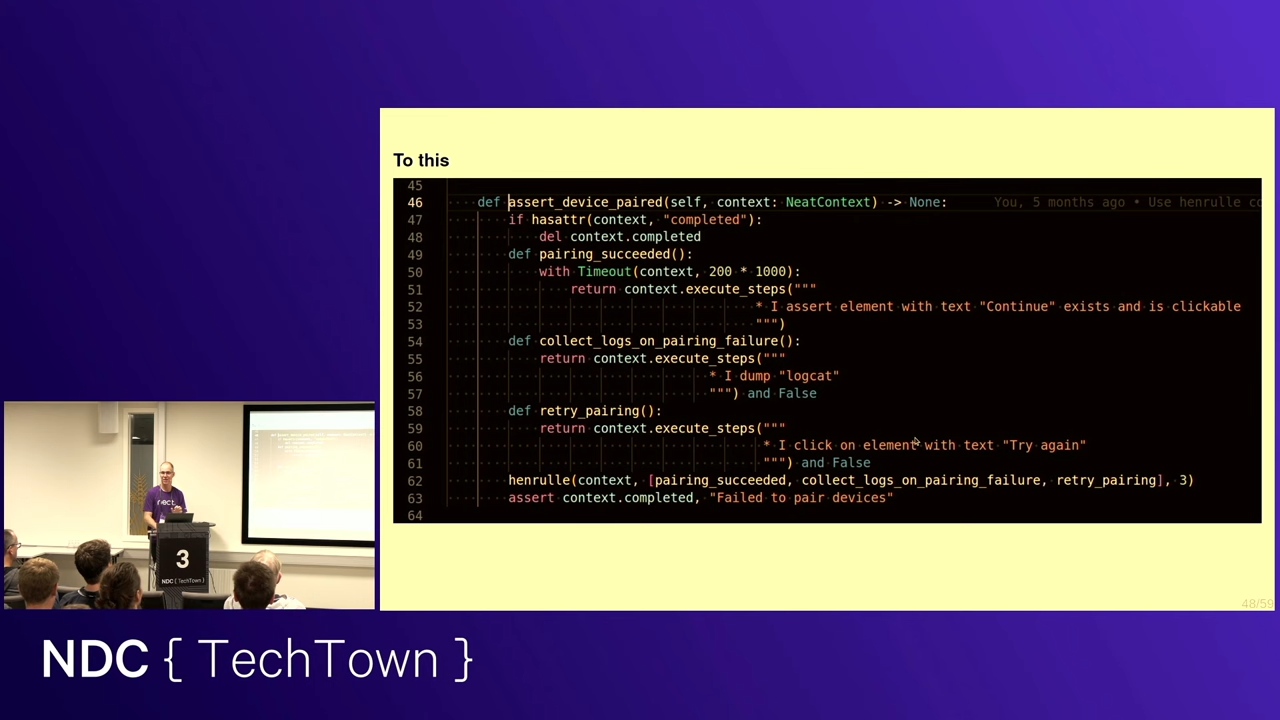 To this
45
46 def assert_device_paired(self, context: NeatContext) -> None: You, 5 months ago • Use henrulle co
47 if hasattr(context, "completed"):
48 del context.completed
49 def pairing_succeeded():
50 with Timeout(context, 200 * 1000):
51 return context.execute_steps("""
52 * I assert element with text "Continue" exists and is clickable
53 """)
54 def collect_logs_on_pairing_failure():
55 return context.execute_steps("""
56 * I dump "logcat"
57 """) and False
58 def retry_pairing():
59 return context.execute_steps("""
60 * I click on element with text "Try again"
61 """) and False
62 henrulle(context, [pairing_succeeded, collect_logs_on_pairing_failure, retry_pairing], 3)
63 assert context.completed, "Failed to pair devices"
64
48/59
3
NDC { TechTown }
NDC { TechTown }